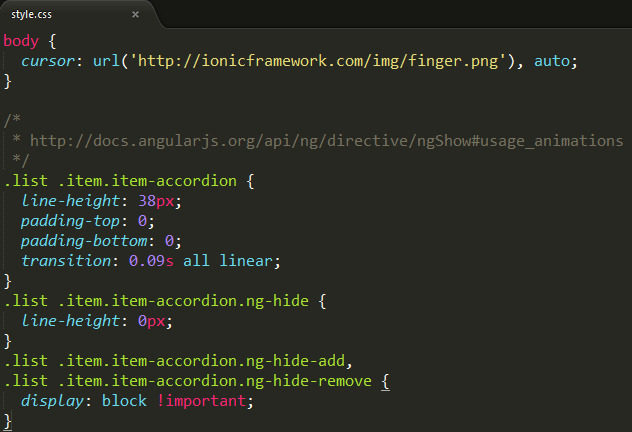 style.css ×
body {
  cursor: url('http://ionicframework.com/img/finger.png'), auto;
}

/*
 * http://docs.angularjs.org/api/ng/directive/ngShow#usage_animations
 */
.list .item.item-accordion {
  line-height: 38px;
  padding-top: 0;
  padding-bottom: 0;
  transition: 0.09s all linear;
}
.list .item.item-accordion.ng-hide {
  line-height: 0px;
}
.list .item.item-accordion.ng-hide-add,
.list .item.item-accordion.ng-hide-remove {
  display: block !important;
}